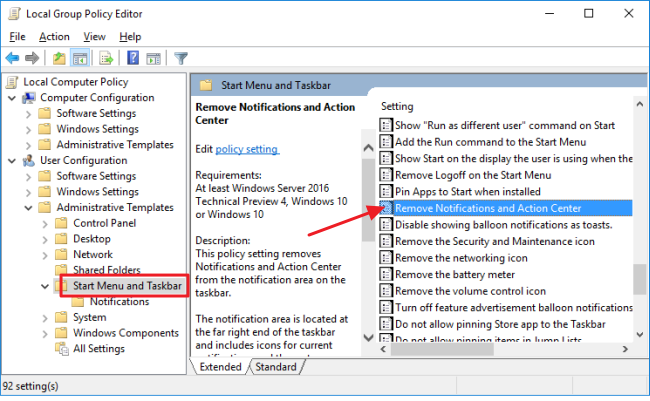 Local Group Policy Editor
File Action View Help
Local Computer Policy
Computer Configuration
Software Settings
Windows Settings
Administrative Templates
User Configuration
Software Settings
Windows Settings
Administrative Templates
Control Panel
Desktop
Network
Shared Folders
Start Menu and Taskbar
Notifications
System
Windows Components
All Settings
Start Menu and Taskbar
Remove Notifications and Action
Center
Edit policy setting
Requirements:
At least Windows Server 2016
Technical Preview 4, Windows 10
or Windows 10
Description:
This policy setting removes
Notifications and Action Center
from the notification area on the
taskbar.
The notification area is located at
the far right end of the taskbar
and includes icons for current
Setting
Show "Run as different user" command on Start
Add the Run command to the Start Menu
Show Start on the display the user is using when the
Remove Logoff on the Start Menu
Pin Apps to Start when installed
Remove Notifications and Action Center
Disable showing balloon notifications as toasts.
Remove the Security and Maintenance icon
Remove the networking icon
Remove the battery meter
Remove the volume control icon
Turn off feature advertisement balloon notifications
Do not allow pinning Store app to the Taskbar
Do not allow pinning items in Jump Lists
Extended
Standard
92 setting(s)